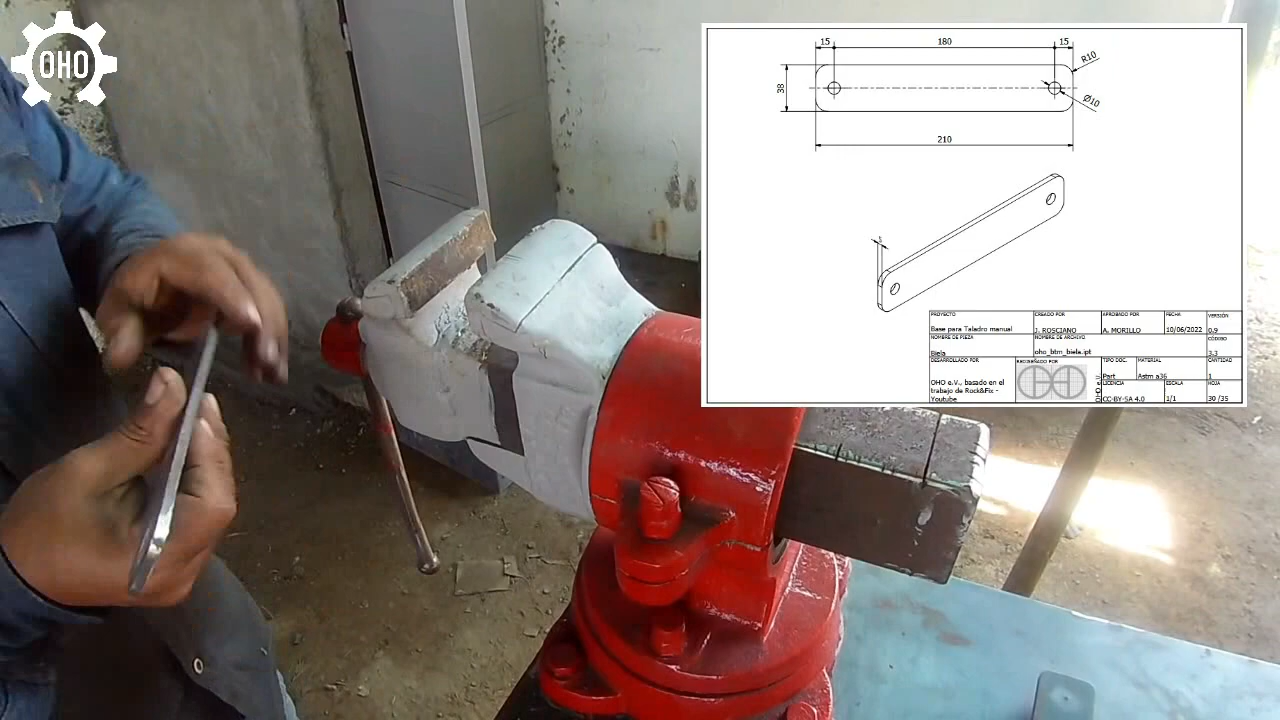 OHO
15 180 15
R10
38
Ø10
210
PROYECTO CREADO POR APROBADO POR FECHA VERSIÓN
Base para Taladro manual J. ROSCIANO A. MORILLO 10/06/2022 0.9
NOMBRE DE PIEZA NOMBRE DE ARCHIVO CÓDIGO
Biela oho_btm_biela.ipt 3.3
DESARROLLADO POR REDISEÑADO POR TIPO DOC. MATERIAL CANTIDAD
Part Astm a36 1
OHO e.V., basado en el
trabajo de Rock&Fix -
Youtube
LICENCIA ESCALA HOJA
CC-BY-SA 4.0 1/1 30 /35